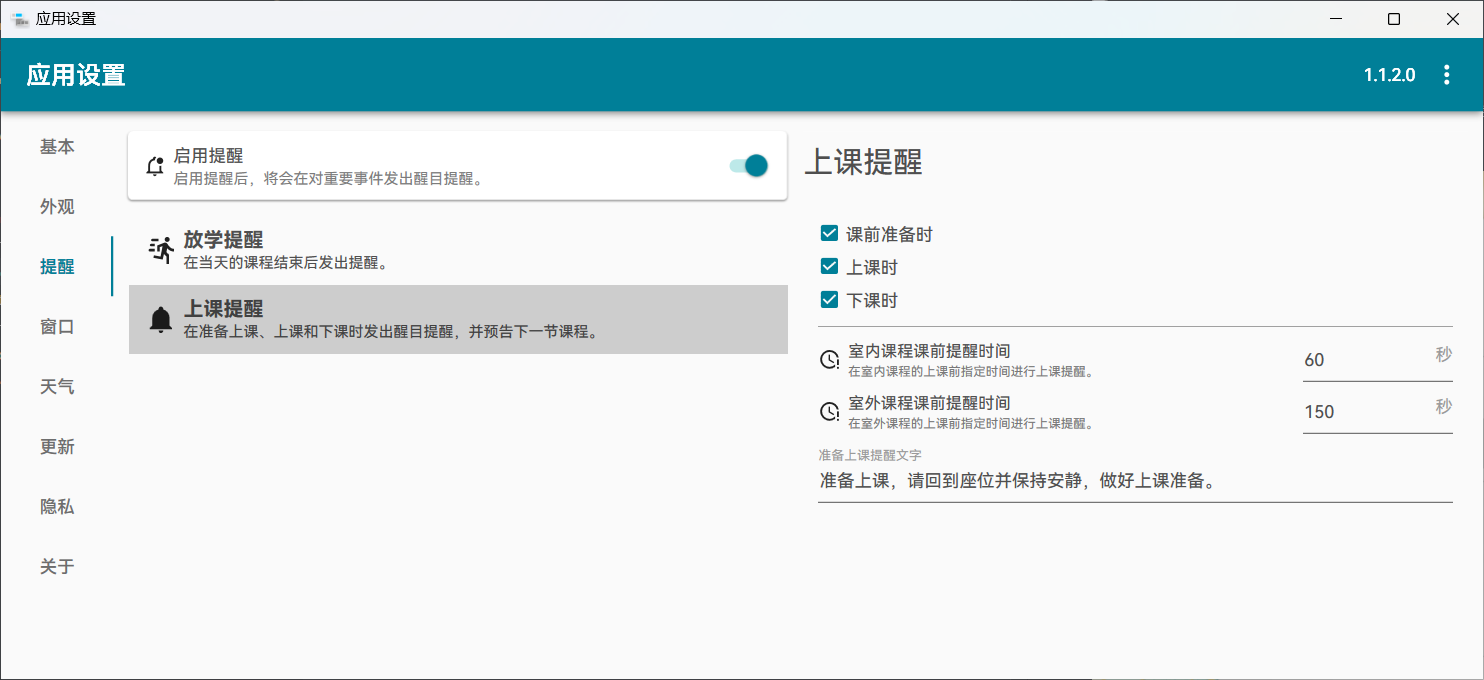 应用设置
应用设置
1.1.2.0
基本
外观
提醒
窗口
天气
更新
隐私
关于
启用提醒
启用提醒后，将会在对重要事件发出醒目提醒。
放学提醒
在当天的课程结束后发出提醒。
上课提醒
在准备上课、上课和下课时发出醒目提醒，并预告下一节课程。
上课提醒
课前准备时
上课时
下课时
室内课程课前提醒时间
在室内课程的上课前指定时间进行上课提醒。
60 秒
室外课程课前提醒时间
在室外课程的上课前指定时间进行上课提醒。
150 秒
准备上课提醒文字
准备上课，请回到座位并保持安静，做好上课准备。